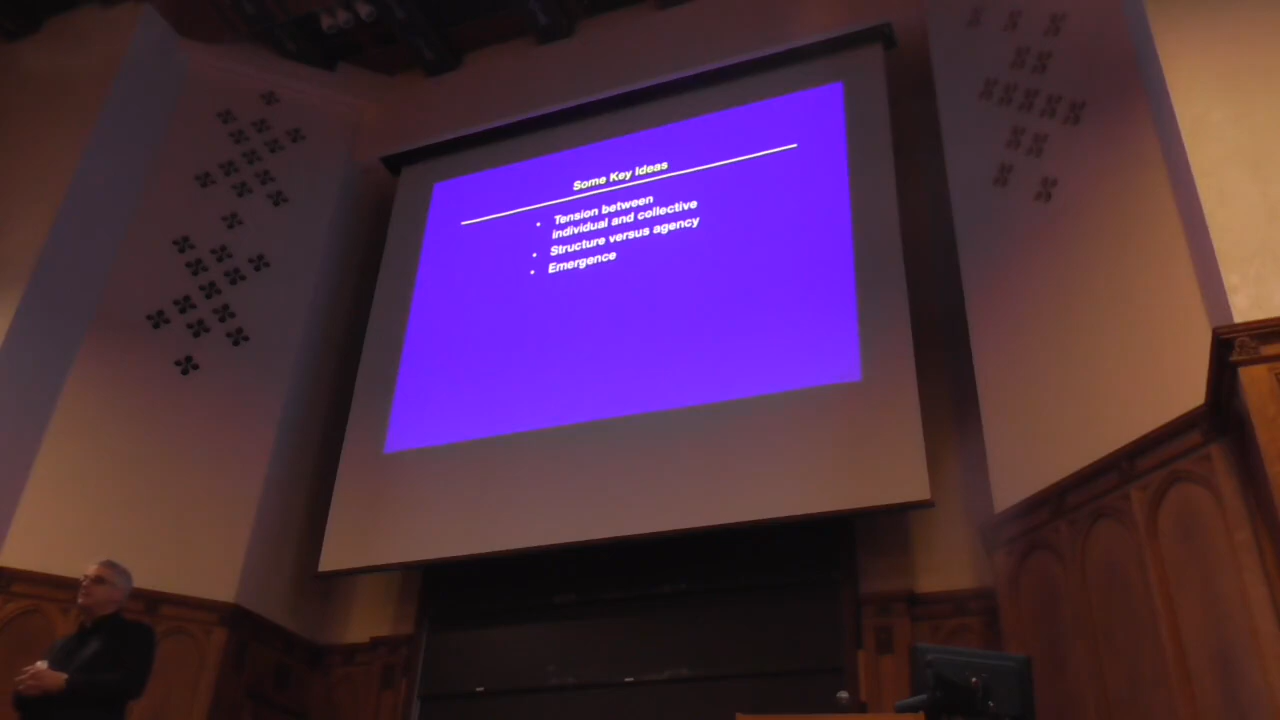 Some Key Ideas
• Tension between
individual and collective
• Structure versus agency
• Emergence